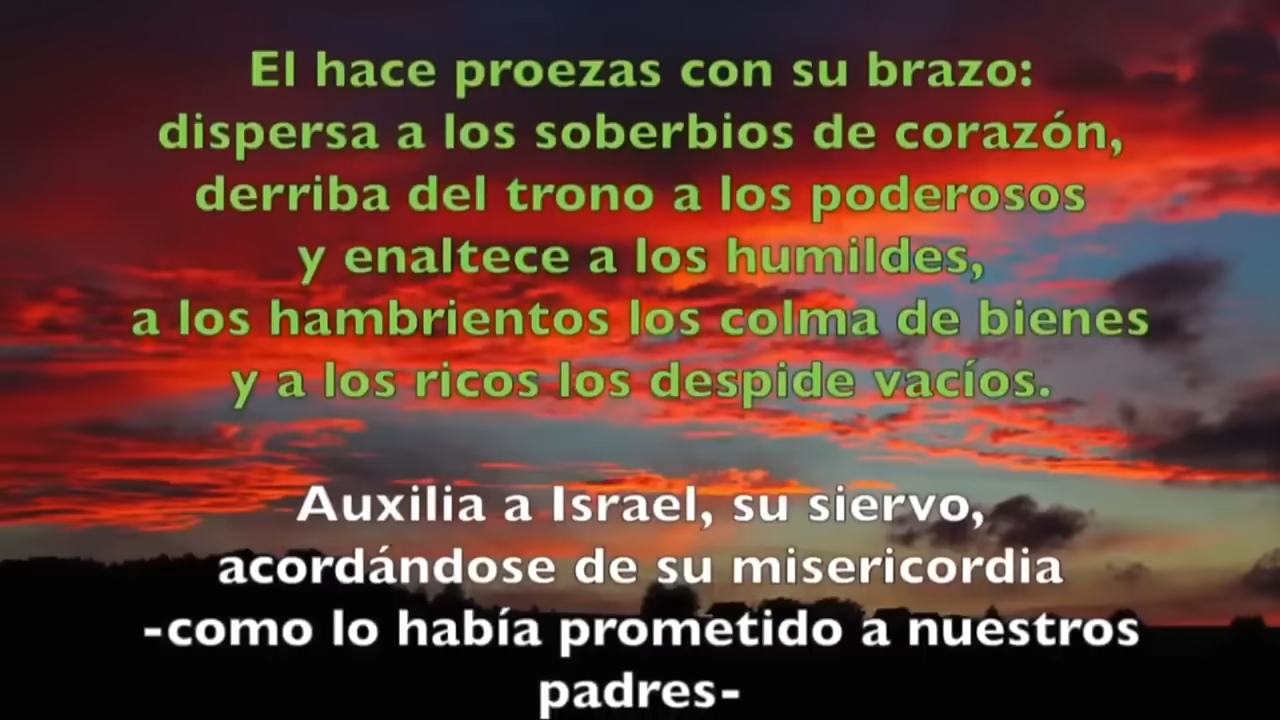 El hace proezas con su brazo:
dispersa a los soberbios de corazón,
derriba del trono a los poderosos
y enaltece a los humildes,
a los hambrientos los colma de bienes
y a los ricos los despide vacíos.
Auxilia a Israel, su siervo,
acordándose de su misericordia
-como lo había prometido a nuestros
padres-